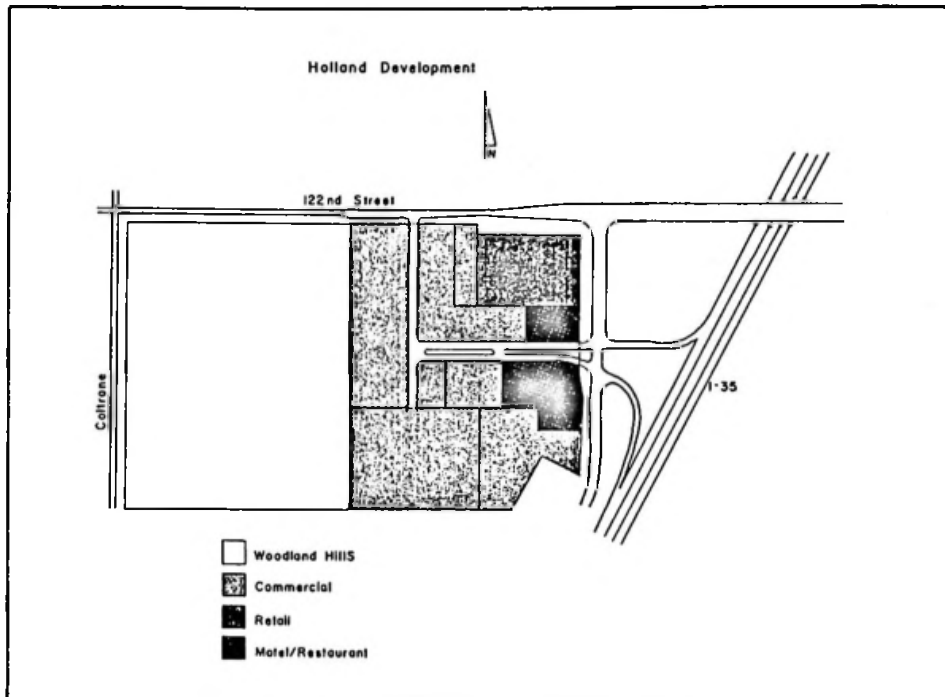 Holland Development
N
122nd Street
Coltrane
I-35
Woodland Hills
Commercial
Retail
Motel/Restaurant